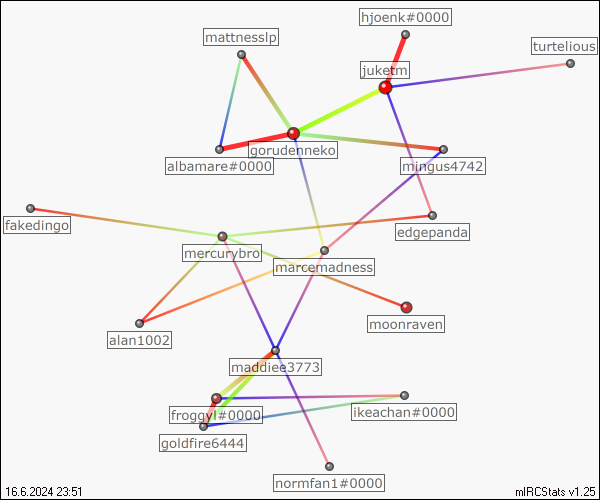 hjoenk#0000
mattnesslp
turtelious
juketm
gorudenneko
albamare#0000
mingus4742
fakedingo
edgepanda
mercurybro
marcemadness
moonraven
alan1002
maddiee3773
froggyl#0000
ikeachan#0000
goldfire6444
normfan1#0000
16.6.2024 23:51
mIRCStats v1.25